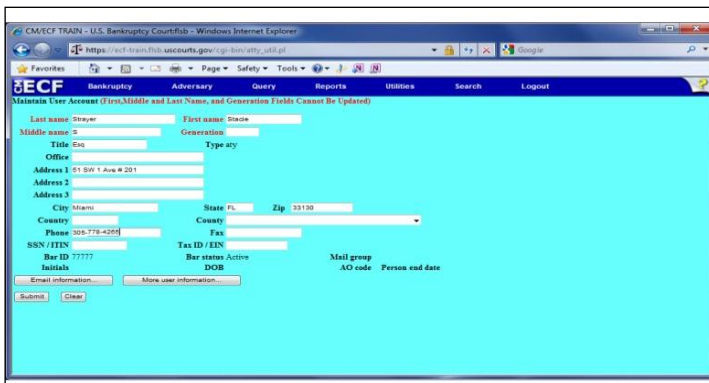 CM/ECF TRAIN - U.S. Bankruptcy Court:flsb - Windows Internet Explorer
https://ecf-train.flsb.uscourts.gov/cgi-bin/atty_util.pl Google
Favorites Page Safety Tools
ECF Bankruptcy Adversary Query Reports Utilities Search Logout ?
Maintain User Account (First,Middle and Last Name, and Generation Fields Cannot Be Updated)
Last name Strayer First name Stacie
Middle name S Generation
Title Esq Type aty
Office
Address 1 51 SW 1 Ave # 201
Address 2
Address 3
City Miami State FL Zip 33130
Country County
Phone 305-778-4265 Fax
SSN / ITIN Tax ID / EIN
Bar ID 77777 Bar status Active Mail group
Initials DOB AO code Person end date
Email information... More user information...
Submit Clear